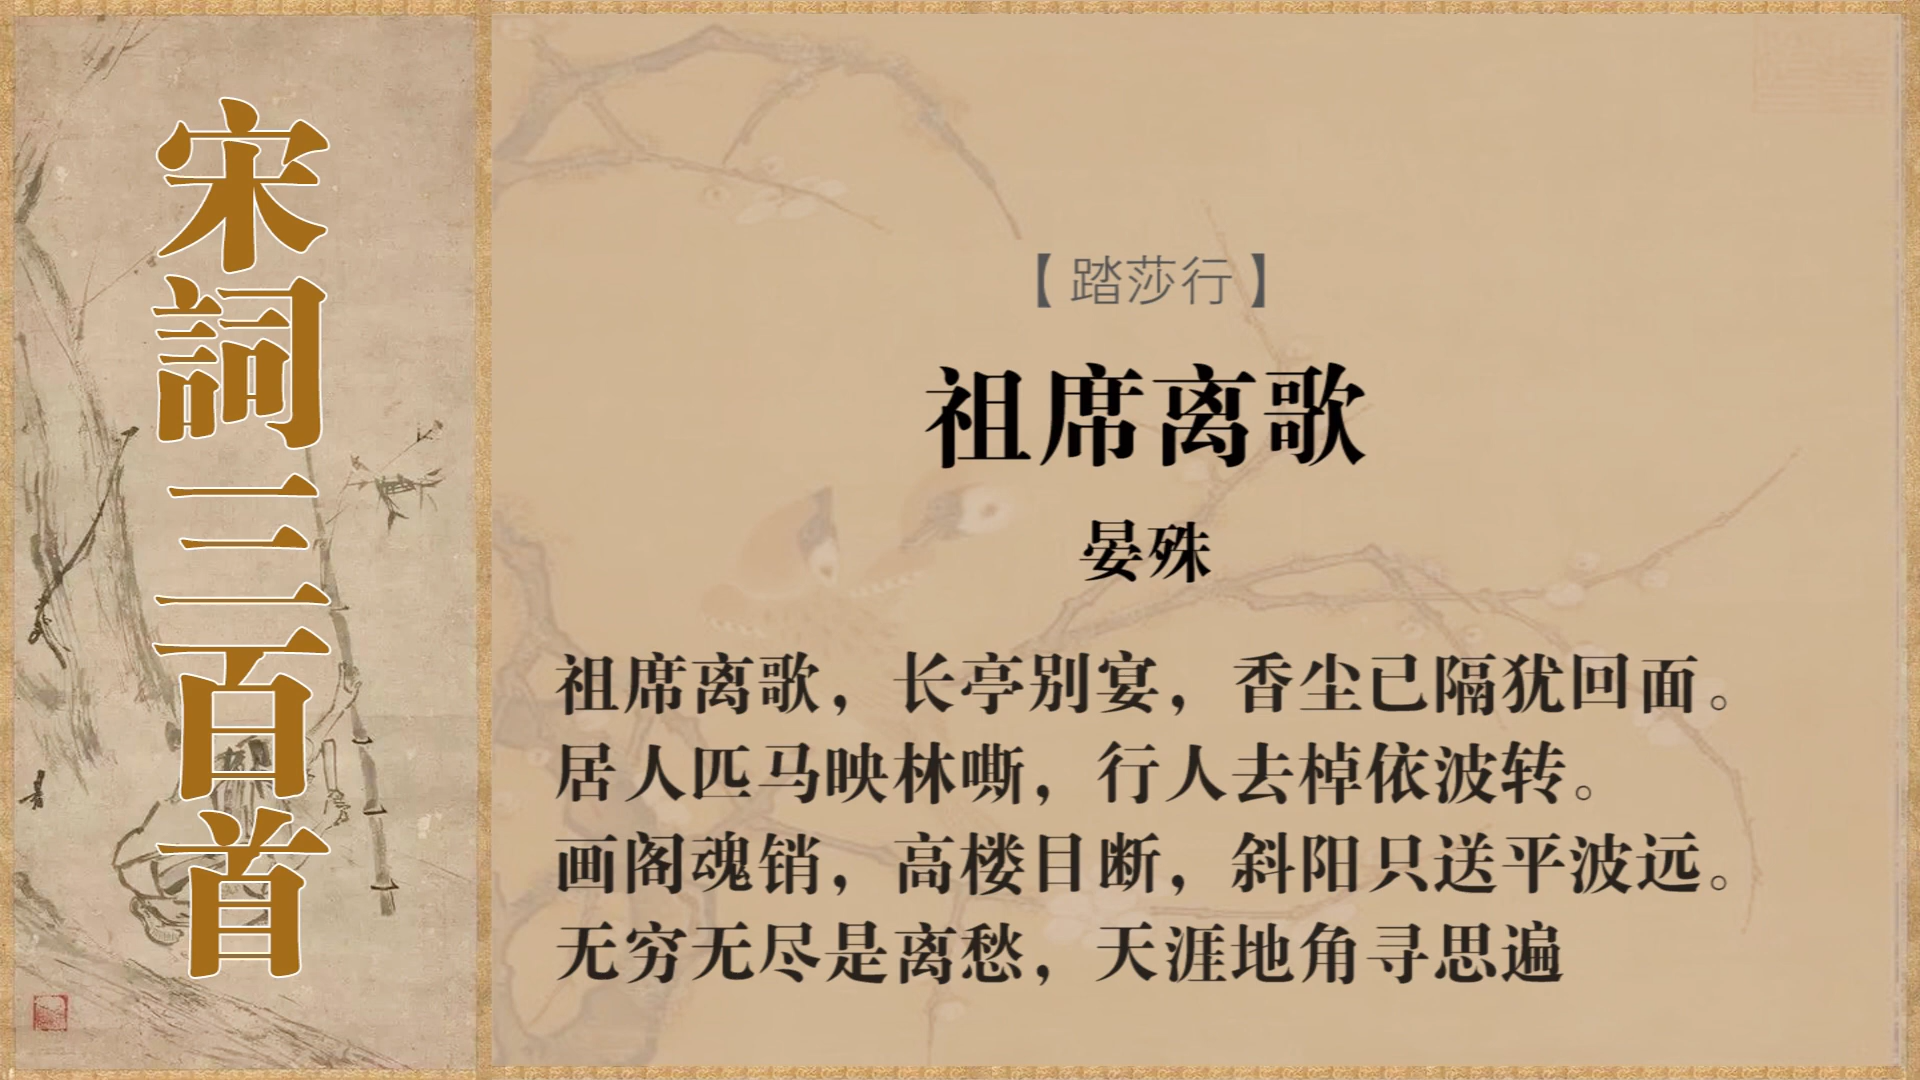 宋詞三百首
【踏莎行】
祖席离歌
晏殊
祖席离歌，长亭别宴，香尘已隔犹回面。
居人匹马映林嘶，行人去棹依波转。
画阁魂销，高楼目断，斜阳只送平波远。
无穷无尽是离愁，天涯地角寻思遍